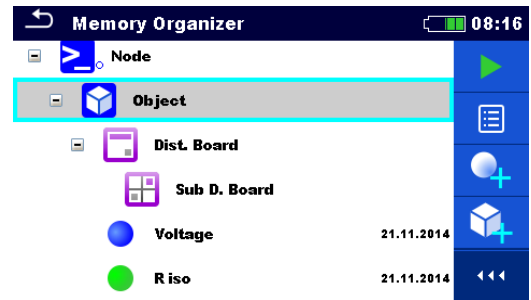 Memory Organizer 08:16
Node
Object
Dist. Board
Sub D. Board
Voltage 21.11.2014
R iso 21.11.2014